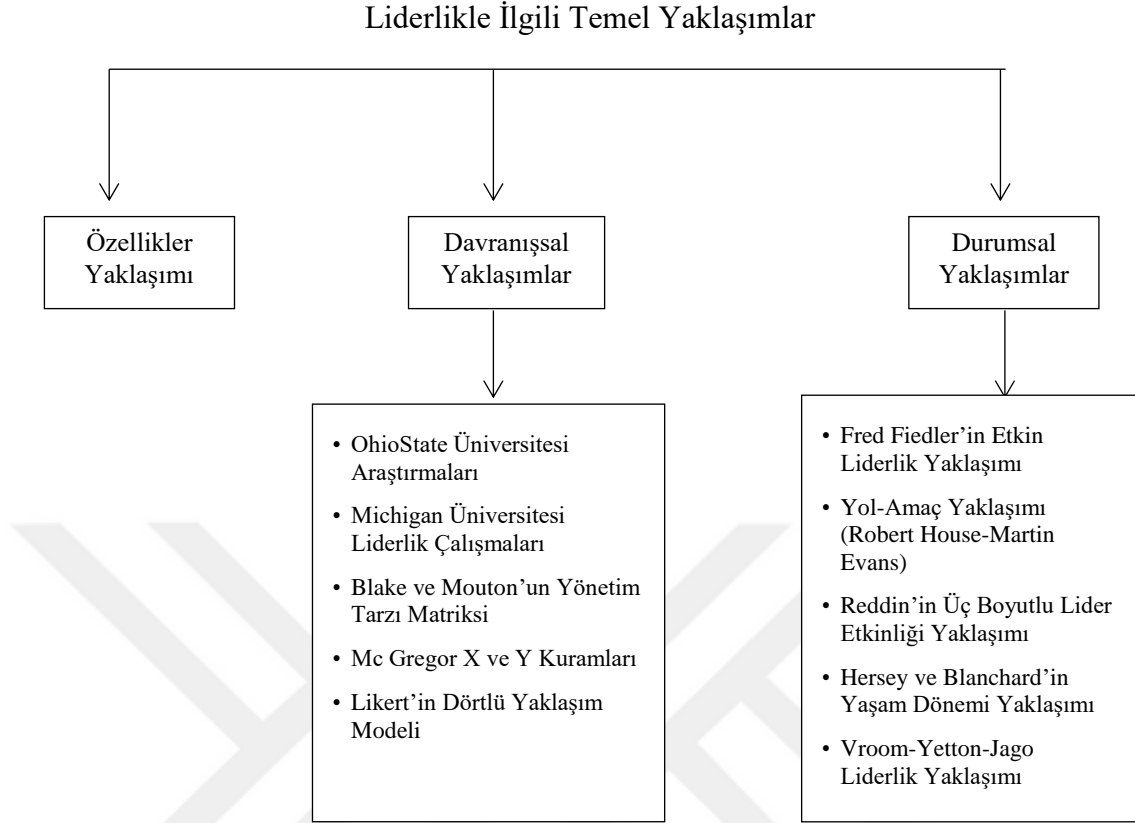 Liderlikle İlgili Temel Yaklaşımlar
Özellikler
Yaklaşımı
Davranışsal
Yaklaşımlar
Durumsal
Yaklaşımlar
• OhioState Üniversitesi
Araştırmaları
• Michigan Üniversitesi
Liderlik Çalışmaları
• Blake ve Mouton’un Yönetim
Tarzı Matriksi
• Mc Gregor X ve Y Kuramları
• Likert’in Dörtlü Yaklaşım
Modeli
• Fred Fiedler’in Etkin
Liderlik Yaklaşımı
• Yol-Amaç Yaklaşımı
(Robert House-Martin
Evans)
• Reddin’in Üç Boyutlu Lider
Etkinliği Yaklaşımı
• Hersey ve Blanchard’in
Yaşam Dönemi Yaklaşımı
• Vroom-Yetton-Jago
Liderlik Yaklaşımı